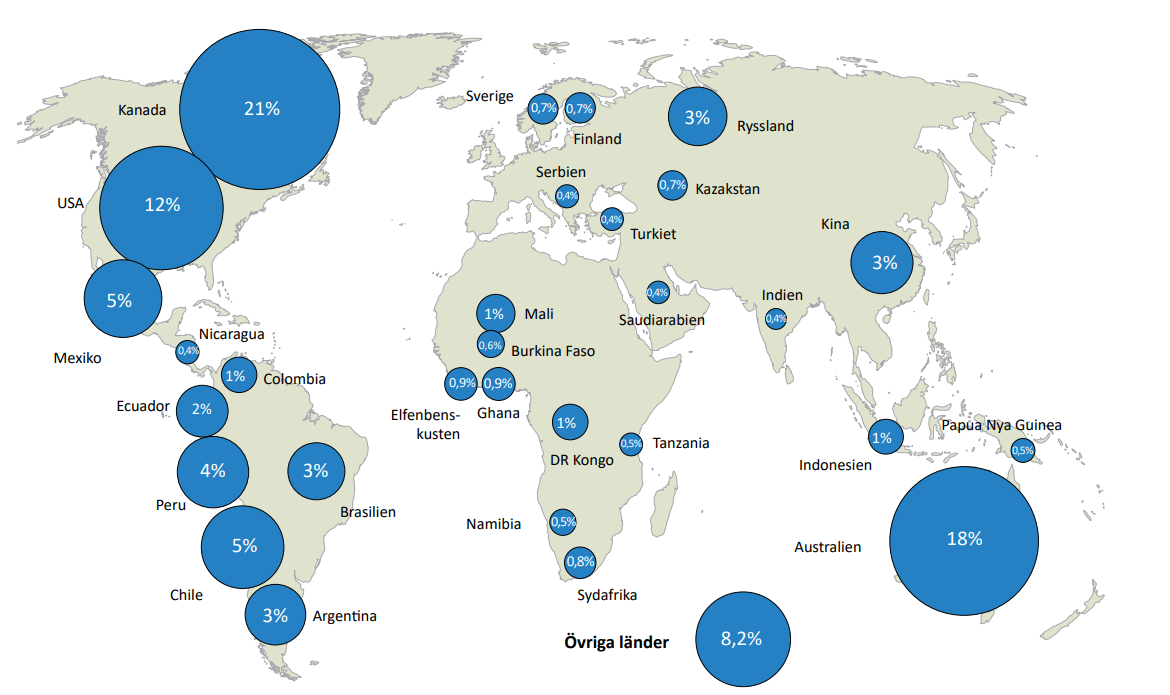 Kanada
21%
USA
12%
5%
Mexiko
Nicaragua
0,4%
1%
Colombia
Ecuador
2%
4%
Peru
3%
Brasilien
5%
Chile
3%
Argentina
Sverige
0,7%
0,7%
Finland
3%
Ryssland
Serbien
0,4%
0,7%
Kazakstan
0,4%
Turkiet
Kina
3%
0,4%
Saudiarabien
Indien
0,4%
1%
Mali
0,6%
Burkina Faso
0,9%
0,9%
Elfenbens-
kusten
Ghana
1%
DR Kongo
0,5%
Tanzania
Namibia
0,5%
0,8%
Sydafrika
1%
Indonesien
Papua Nya Guinea
0,5%
Australien
18%
Övriga länder
8,2%